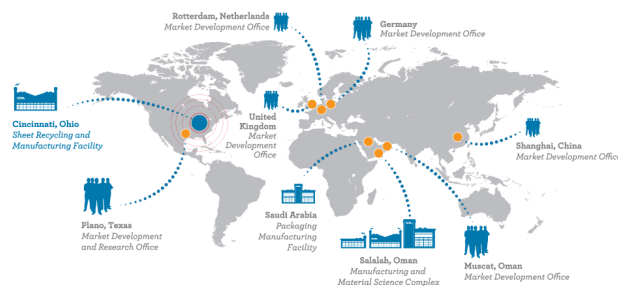 Rotterdam, Netherlands
Market Development Office
Germany
Market Development Office
United
Kingdom
Market
Development
Office
Cincinnati, Ohio
Sheet Recycling and
Manufacturing Facility
Shanghai, China
Market Development Office
Plano, Texas
Market Development
and Research Office
Saudi Arabia
Packaging
Manufacturing
Facility
Salalah, Oman
Manufacturing and
Material Science Complex
Muscat, Oman
Market Development Office